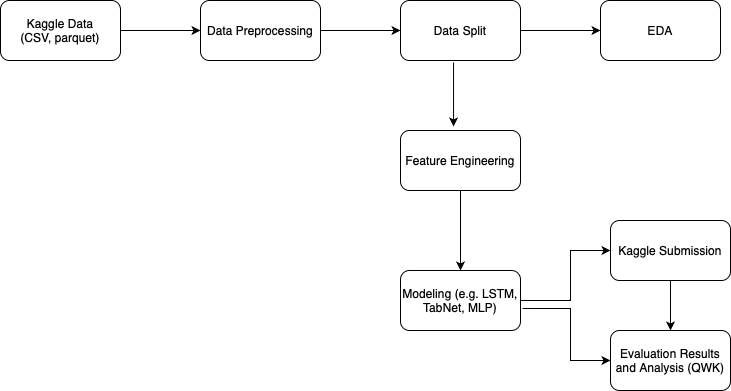 Kaggle Data
(CSV, parquet)
Data Preprocessing
Data Split
EDA
Feature Engineering
Modeling (e.g. LSTM,
TabNet, MLP)
Kaggle Submission
Evaluation Results
and Analysis (QWK)